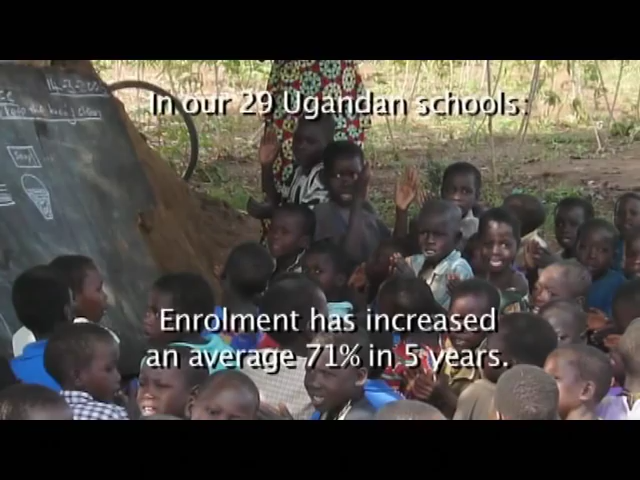 In our 29 Ugandan schools:
Enrolment has increased
an average 71% in 5 years.